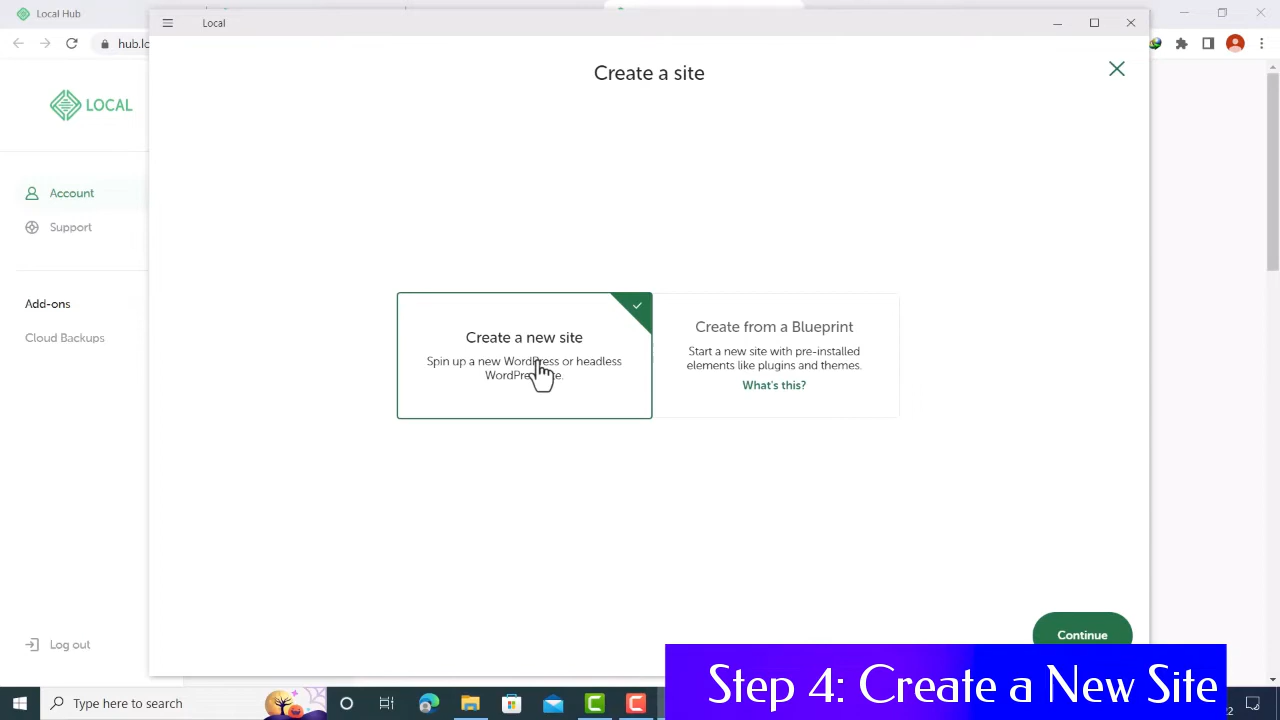 Local Hub
Local
hub.lo
Create a site
LOCAL
Account
Support
Add-ons
Cloud Backups
Create a new site
Spin up a new WordPress or headless
Create from a Blueprint
Start a new site with pre-installed
elements like plugins and themes.
What's this?
Log out
Continue
Step 4: Create a New Site
Type here to search
2